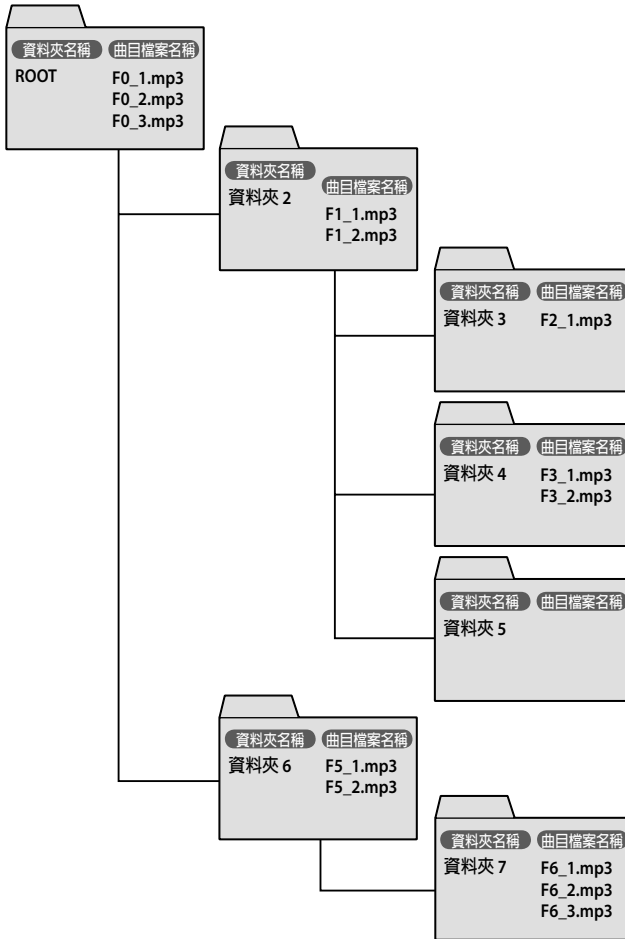 資料夾名稱 曲目檔案名稱
ROOT F0_1.mp3
F0_2.mp3
F0_3.mp3
資料夾名稱
曲目檔案名稱
資料夾 2
F1_1.mp3
F1_2.mp3
資料夾名稱 曲目檔案名稱
資料夾 3 F2_1.mp3
資料夾名稱 曲目檔案名稱
資料夾 4 F3_1.mp3
F3_2.mp3
資料夾名稱 曲目檔案名稱
資料夾 5
資料夾名稱 曲目檔案名稱
資料夾 6 F5_1.mp3
F5_2.mp3
資料夾名稱 曲目檔案名稱
資料夾 7 F6_1.mp3
F6_2.mp3
F6_3.mp3